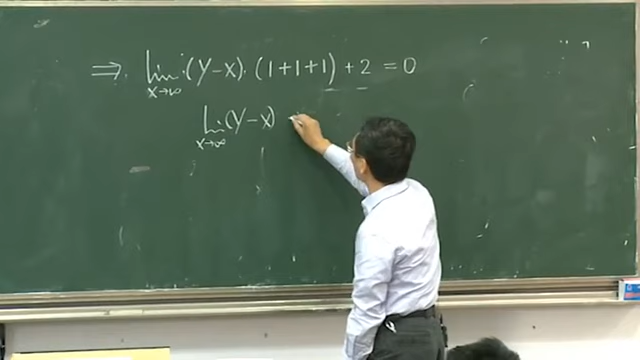 ⇒ lim x→∞ (Y-x) · (1+1+1) + 2 = 0
lim x→∞ (Y-x)